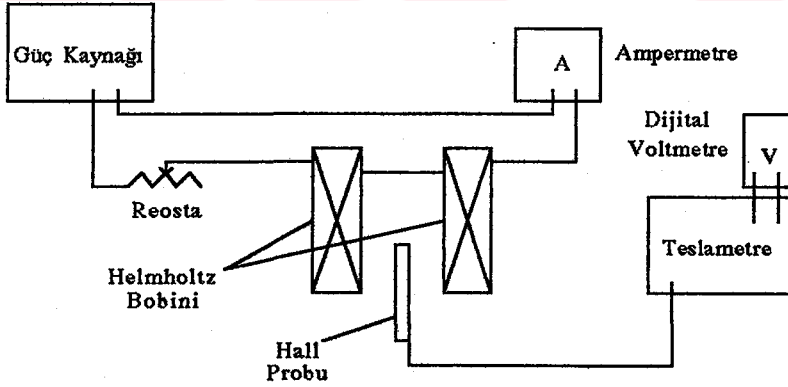 Güç Kaynağı
A
Ampermetre
Dijital
Voltmetre
V
Reosta
Teslametre
Helmholtz
Bobini
Hall
Probu